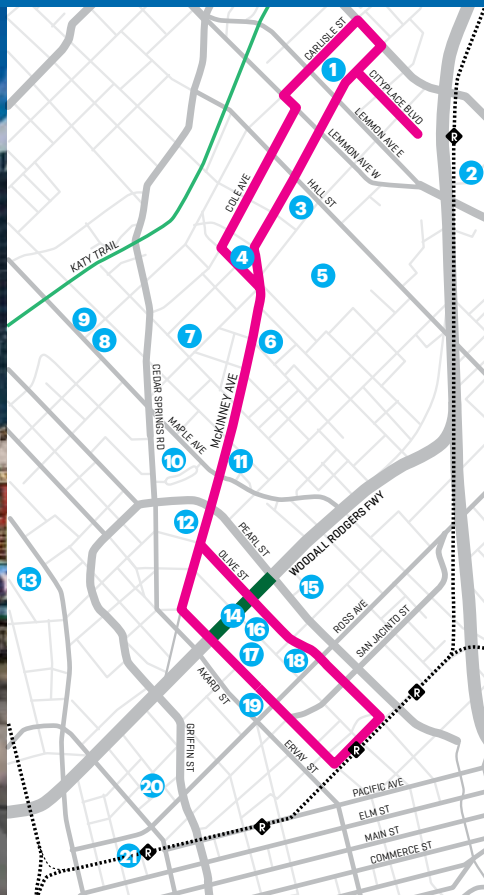 CARLISLE ST
1
CITYPLACE BLVD
R
LEMMON AVE E
2
LEMMON AVE W
COLE AVE
3
HALL ST
4
KATY TRAIL
5
9
8
7
6
McKINNEY AVE
CEDAR SPRINGS RD
MAPLE AVE
10
11
12
PEARL ST
WOODALL RODGERS FWY
OLIVE ST
13
15
14
16
ROSS AVE
SAN JACINTO ST
17
18
AKARD ST
R
19
GRIFFIN ST
ERVAY ST
R
20
PACIFIC AVE
ELM ST
R
MAIN ST
21
R
COMMERCE ST